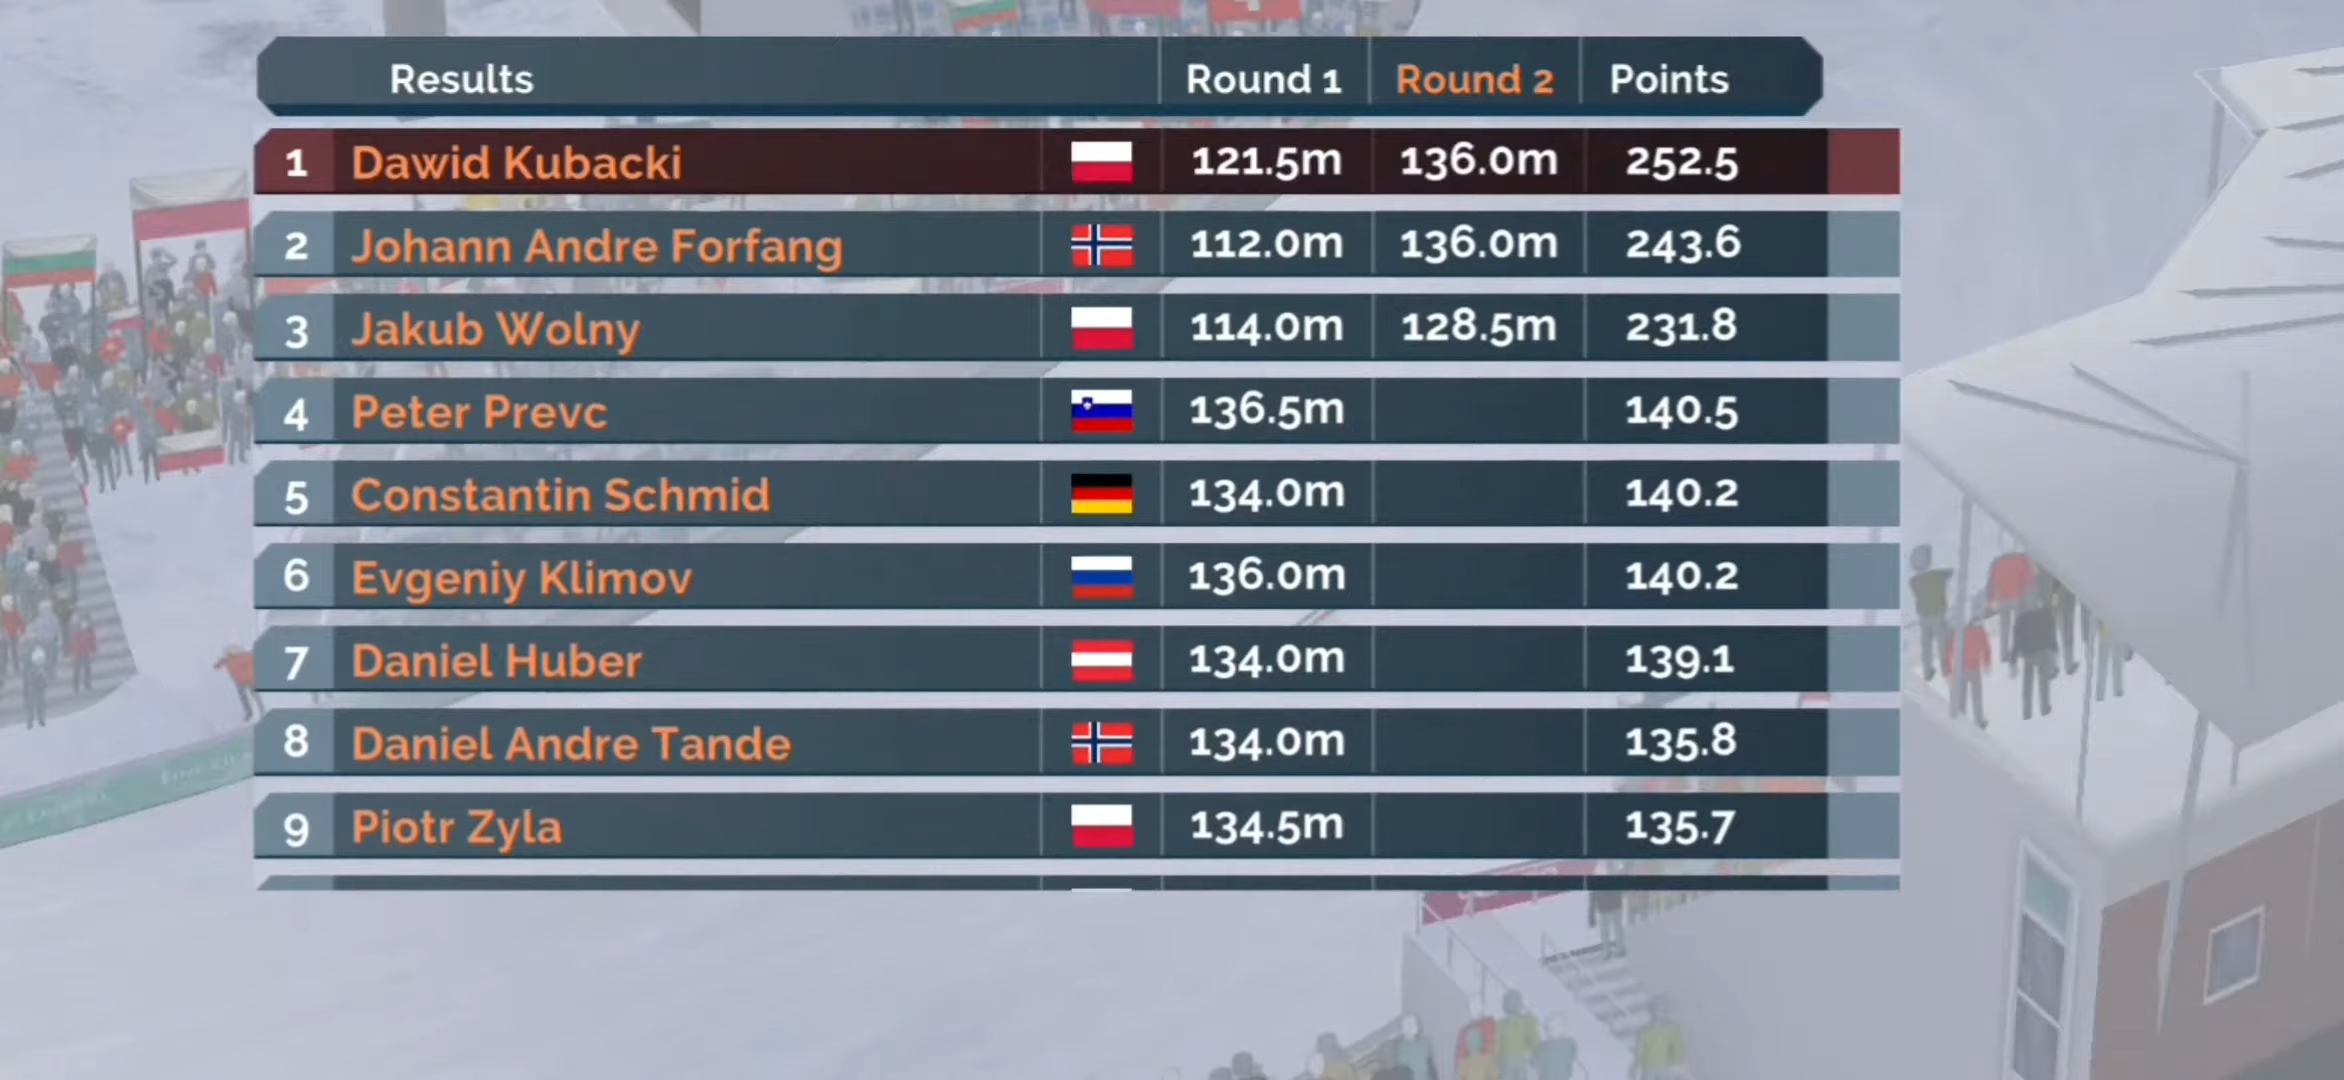 Results Round 1 Round 2 Points
1 Dawid Kubacki 121.5m 136.0m 252.5
2 Johann Andre Forfang 112.0m 136.0m 243.6
3 Jakub Wolny 114.0m 128.5m 231.8
4 Peter Prevc 136.5m 140.5
5 Constantin Schmid 134.0m 140.2
6 Evgeniy Klimov 136.0m 140.2
7 Daniel Huber 134.0m 139.1
8 Daniel Andre Tande 134.0m 135.8
9 Piotr Zyla 134.5m 135.7